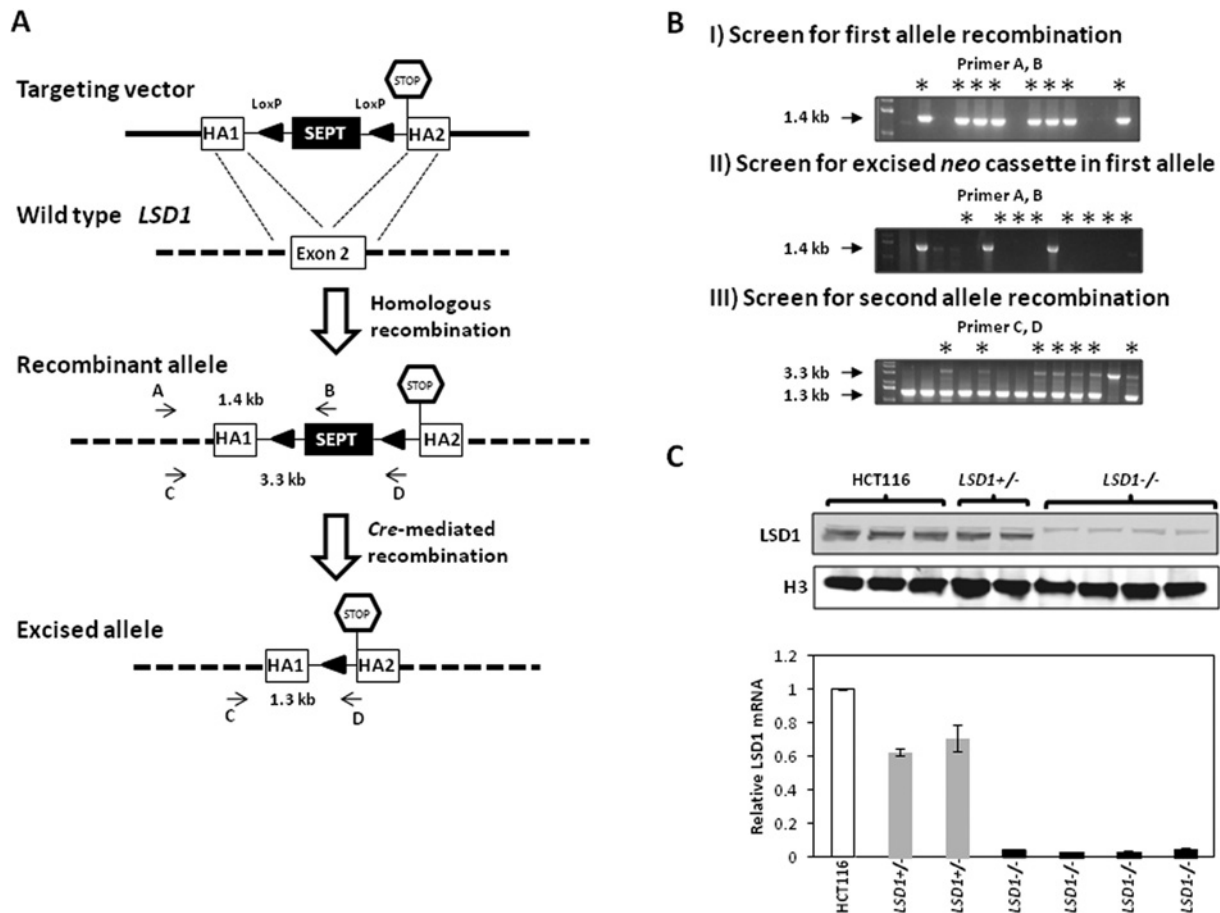 A
Targeting vector
STOP
LoxP
LoxP
HA1
SEPT
HA2
Wild type LSD1
Exon 2
Homologous
recombination
Recombinant allele
STOP
A
1.4 kb
B
HA1
SEPT
HA2
C
3.3 kb
D
Cre-mediated
recombination
Excised allele
STOP
HA1
HA2
C
1.3 kb
D
B
I) Screen for first allele recombination
Primer A, B
* * * * * * * *
1.4 kb
II) Screen for excised neo cassette in first allele
Primer A, B
* * * * * * * *
1.4 kb
III) Screen for second allele recombination
Primer C, D
* * * * * * *
3.3 kb
1.3 kb
C
HCT116 LSD1+/- LSD1-/-
LSD1
H3
Relative LSD1 mRNA
1.2
1
0.8
0.6
0.4
0.2
0
HCT116
LSD1+/-
LSD1+/-
LSD1-/-
LSD1-/-
LSD1-/-
LSD1-/-